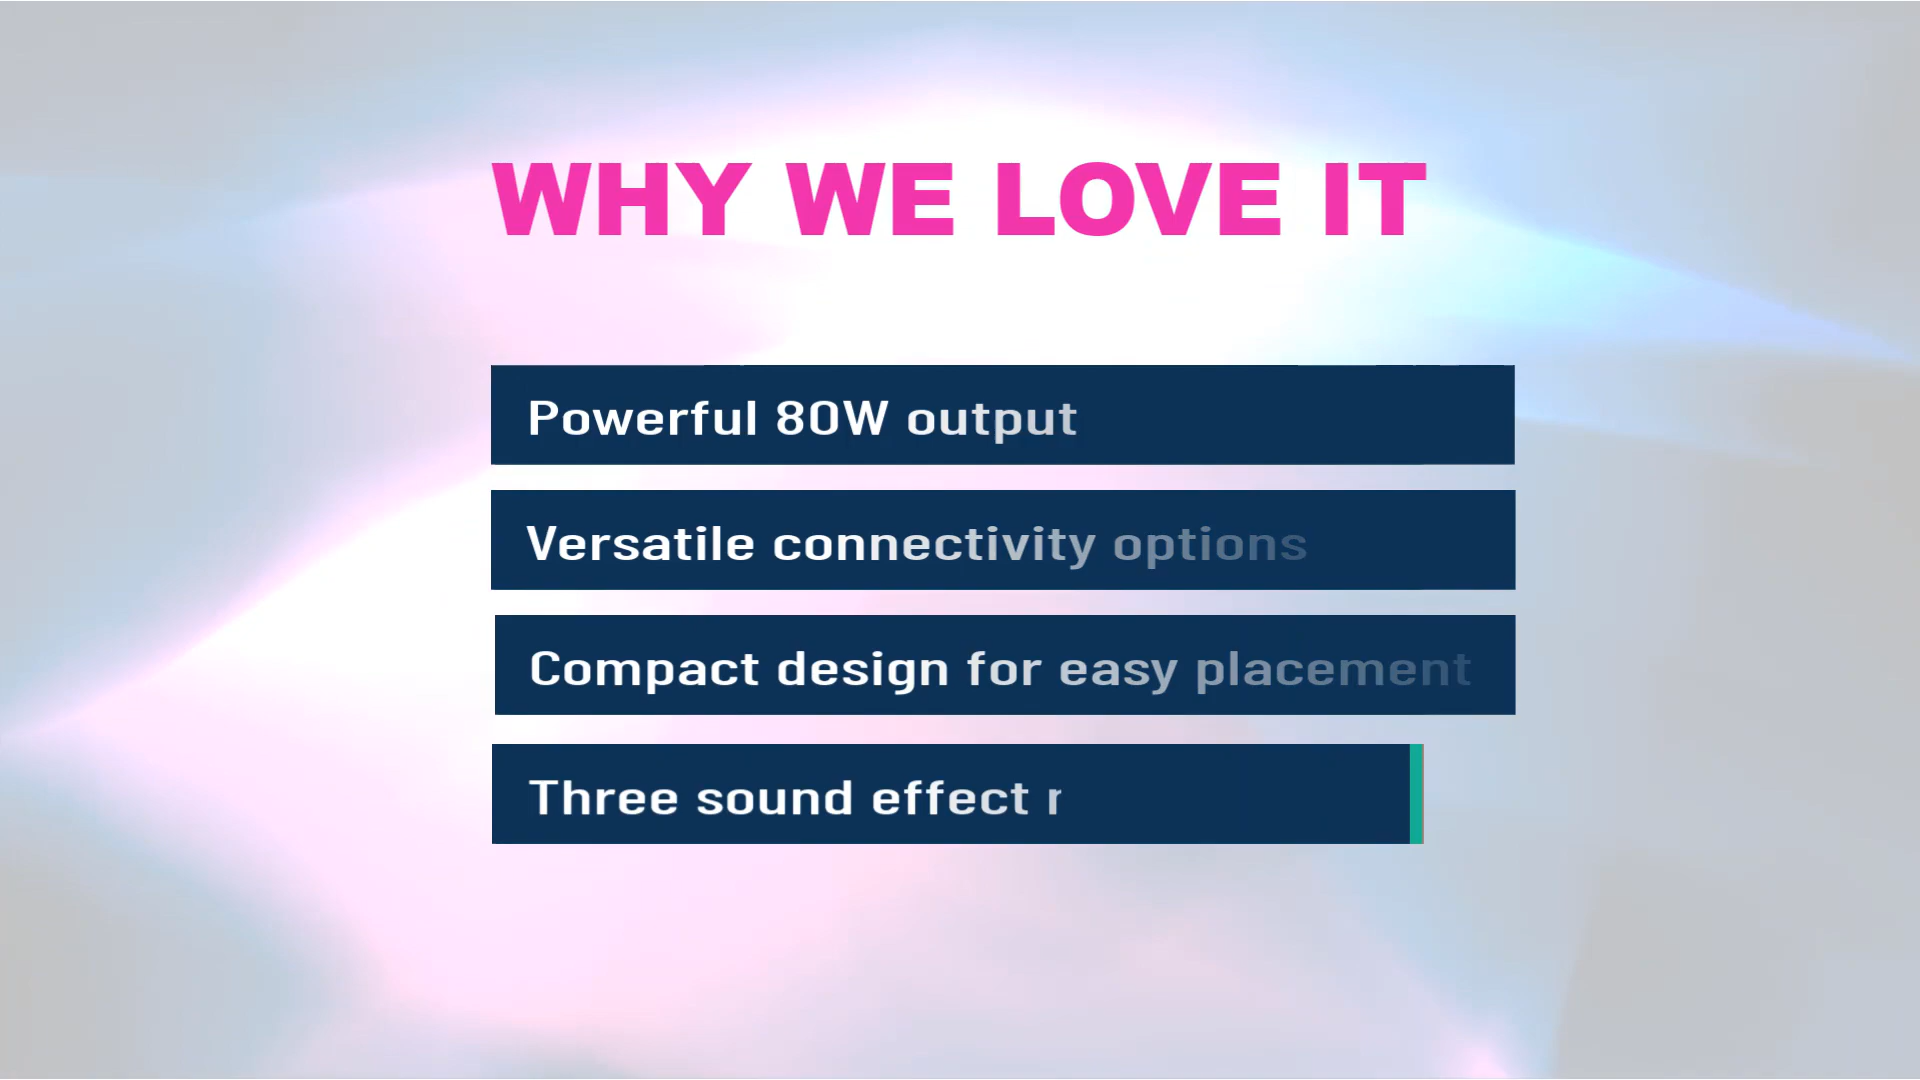 WHY WE LOVE IT
Powerful 80W output
Versatile connectivity options
Compact design for easy placement
Three sound effect